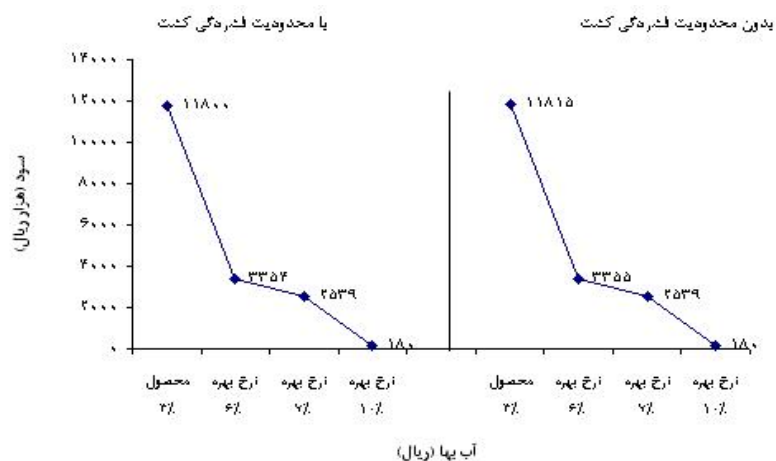 بدون محدودیت فشردگی کشت
با محدودیت فشردگی کشت
۱۴۰۰۰
۱۲۰۰۰
۱۰۰۰۰
۸۰۰۰
۶۰۰۰
۴۰۰۰
۲۰۰۰
۰
سود (هزار ریال)
۱۱۸۰۰
۳۳۵۴
۲۵۳۹
۱۸۰
۱۱۸۱۵
۳۳۵۵
۲۵۳۹
۱۸۰
محصول
۳%
نرخ بهره
۶%
نرخ بهره
۷%
نرخ بهره
۱۰%
محصول
۳%
نرخ بهره
۶%
نرخ بهره
۷%
نرخ بهره
۱۰%
آب بها (ریال)